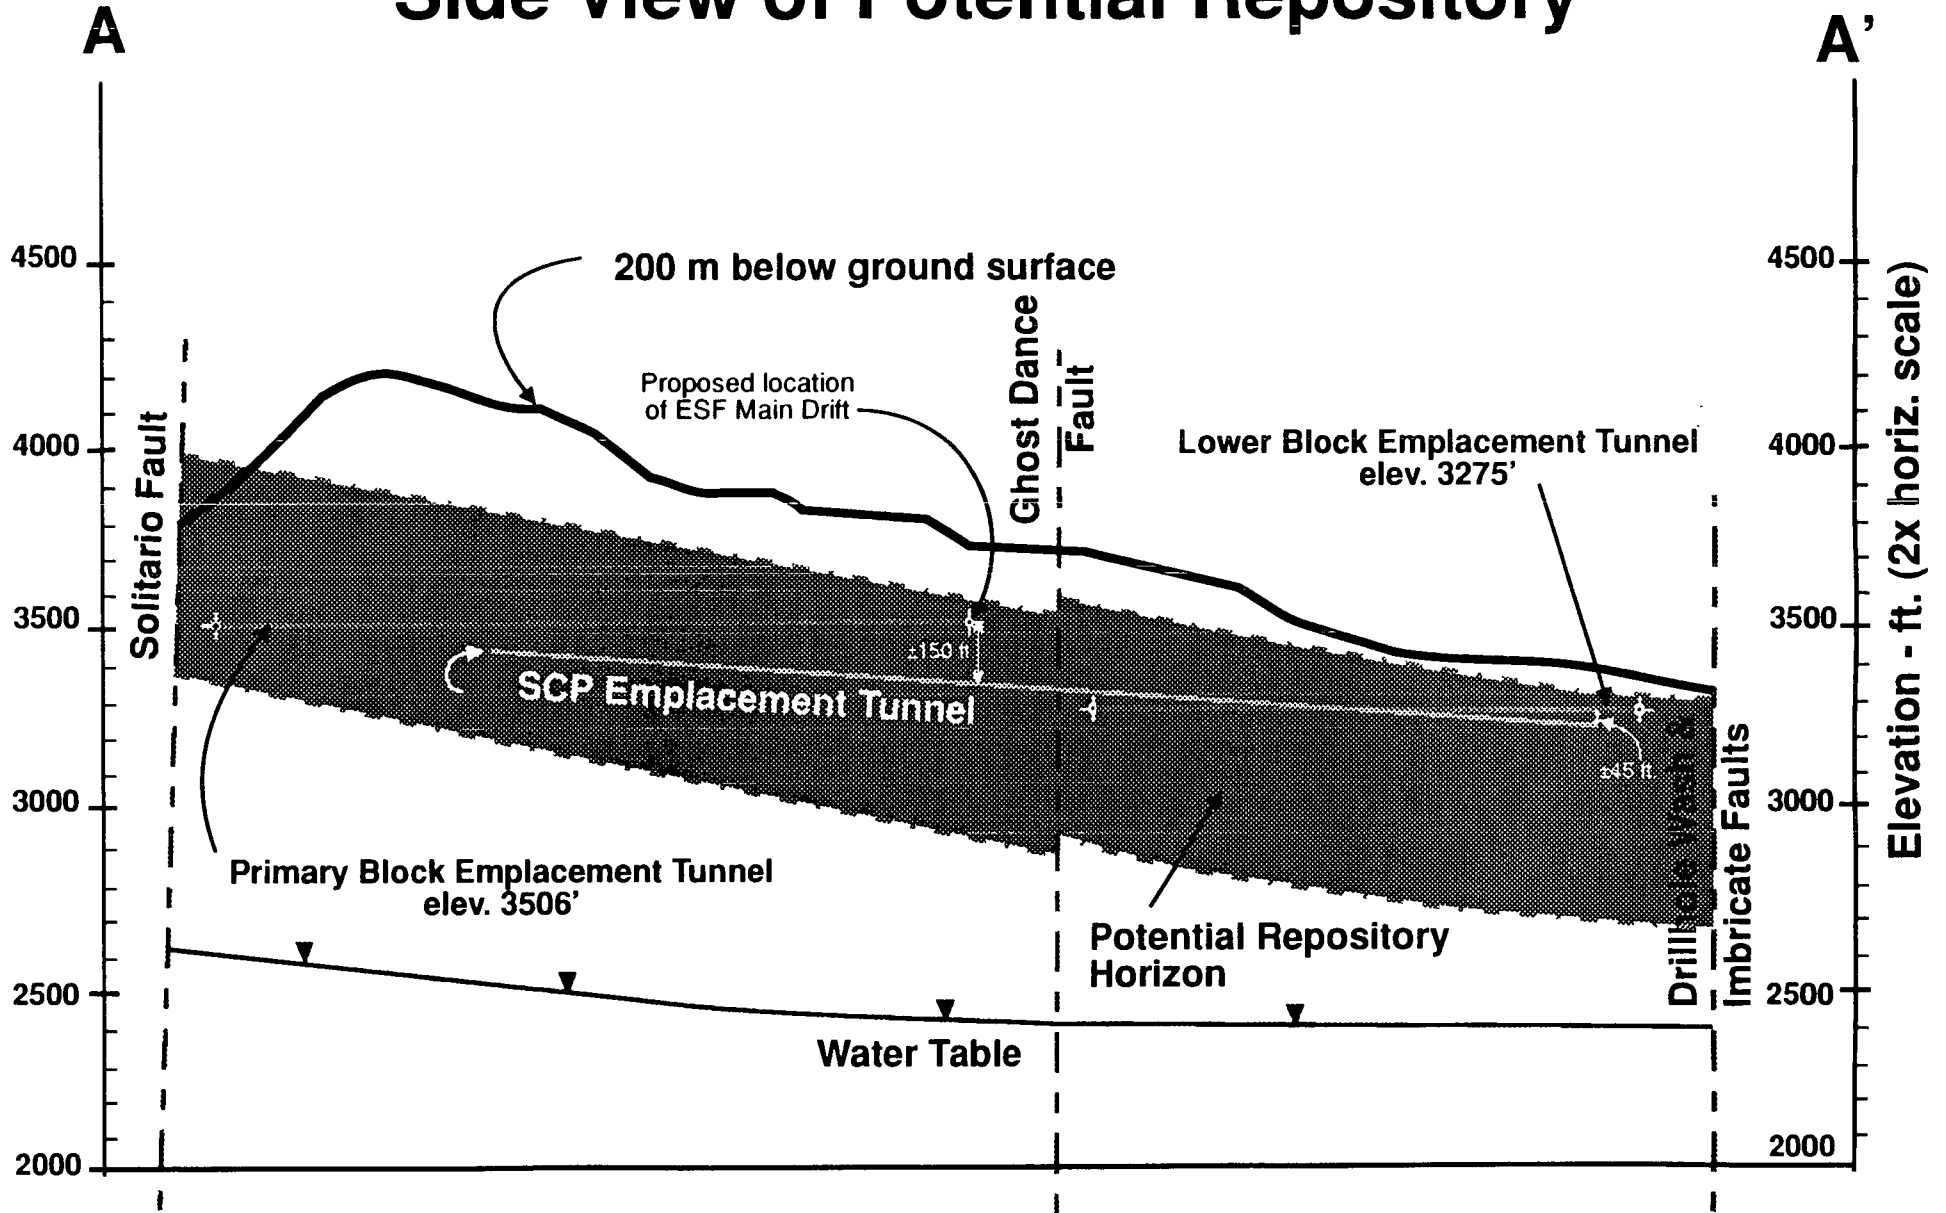 Side View of Potential Repository
A
A'
4500
4000
3500
3000
2500
2000
4500
4000
3500
3000
2500
2000
Elevation - ft. (2x horiz. scale)
200 m below ground surface
Proposed location
of ESF Main Drift
Ghost Dance
Fault
Lower Block Emplacement Tunnel
elev. 3275'
Solitario Fault
±150 ft
SCP Emplacement Tunnel
±45 ft.
Primary Block Emplacement Tunnel
elev. 3506'
Potential Repository
Horizon
Drillhole Wash &
Imbricate Faults
Water Table